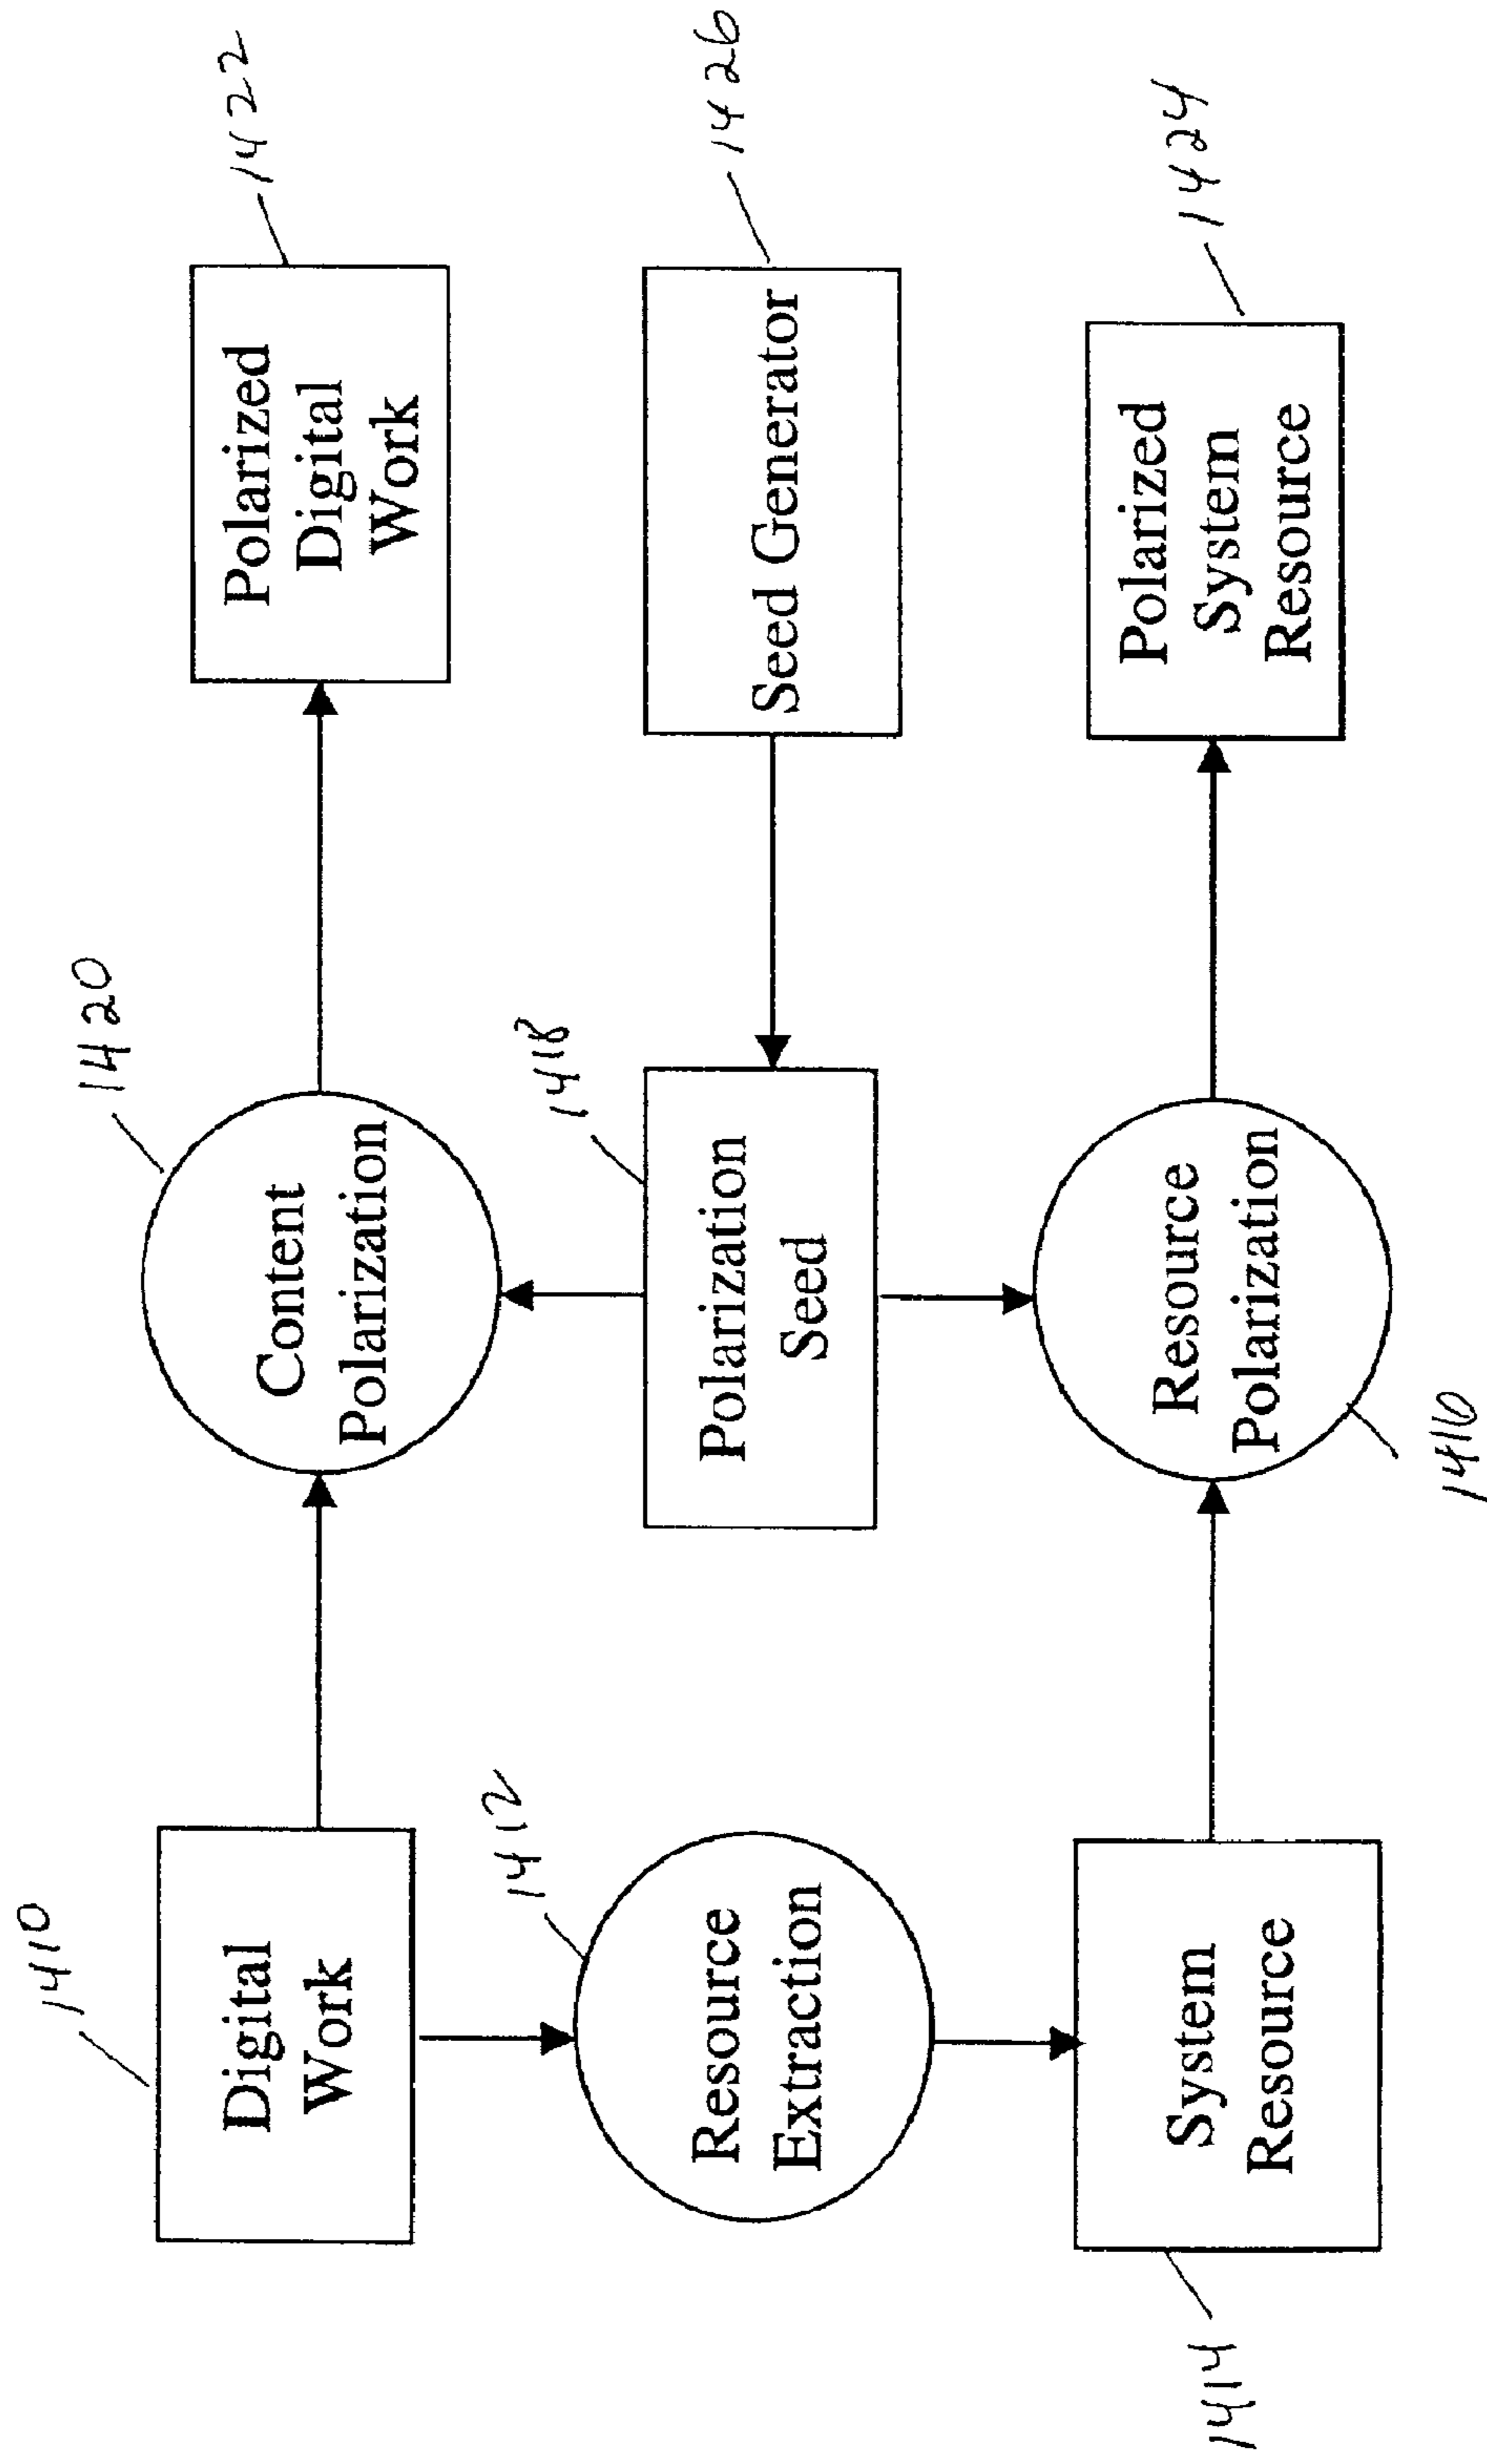 1410
Digital
Work
1420
Content
Polarization
1422
Polarized
Digital
Work
1412
Resource
Extraction
1418
Polarization
Seed
1426
Seed Generator
1414
System
Resource
1416
Resource
Polarization
1424
Polarized
System
Resource